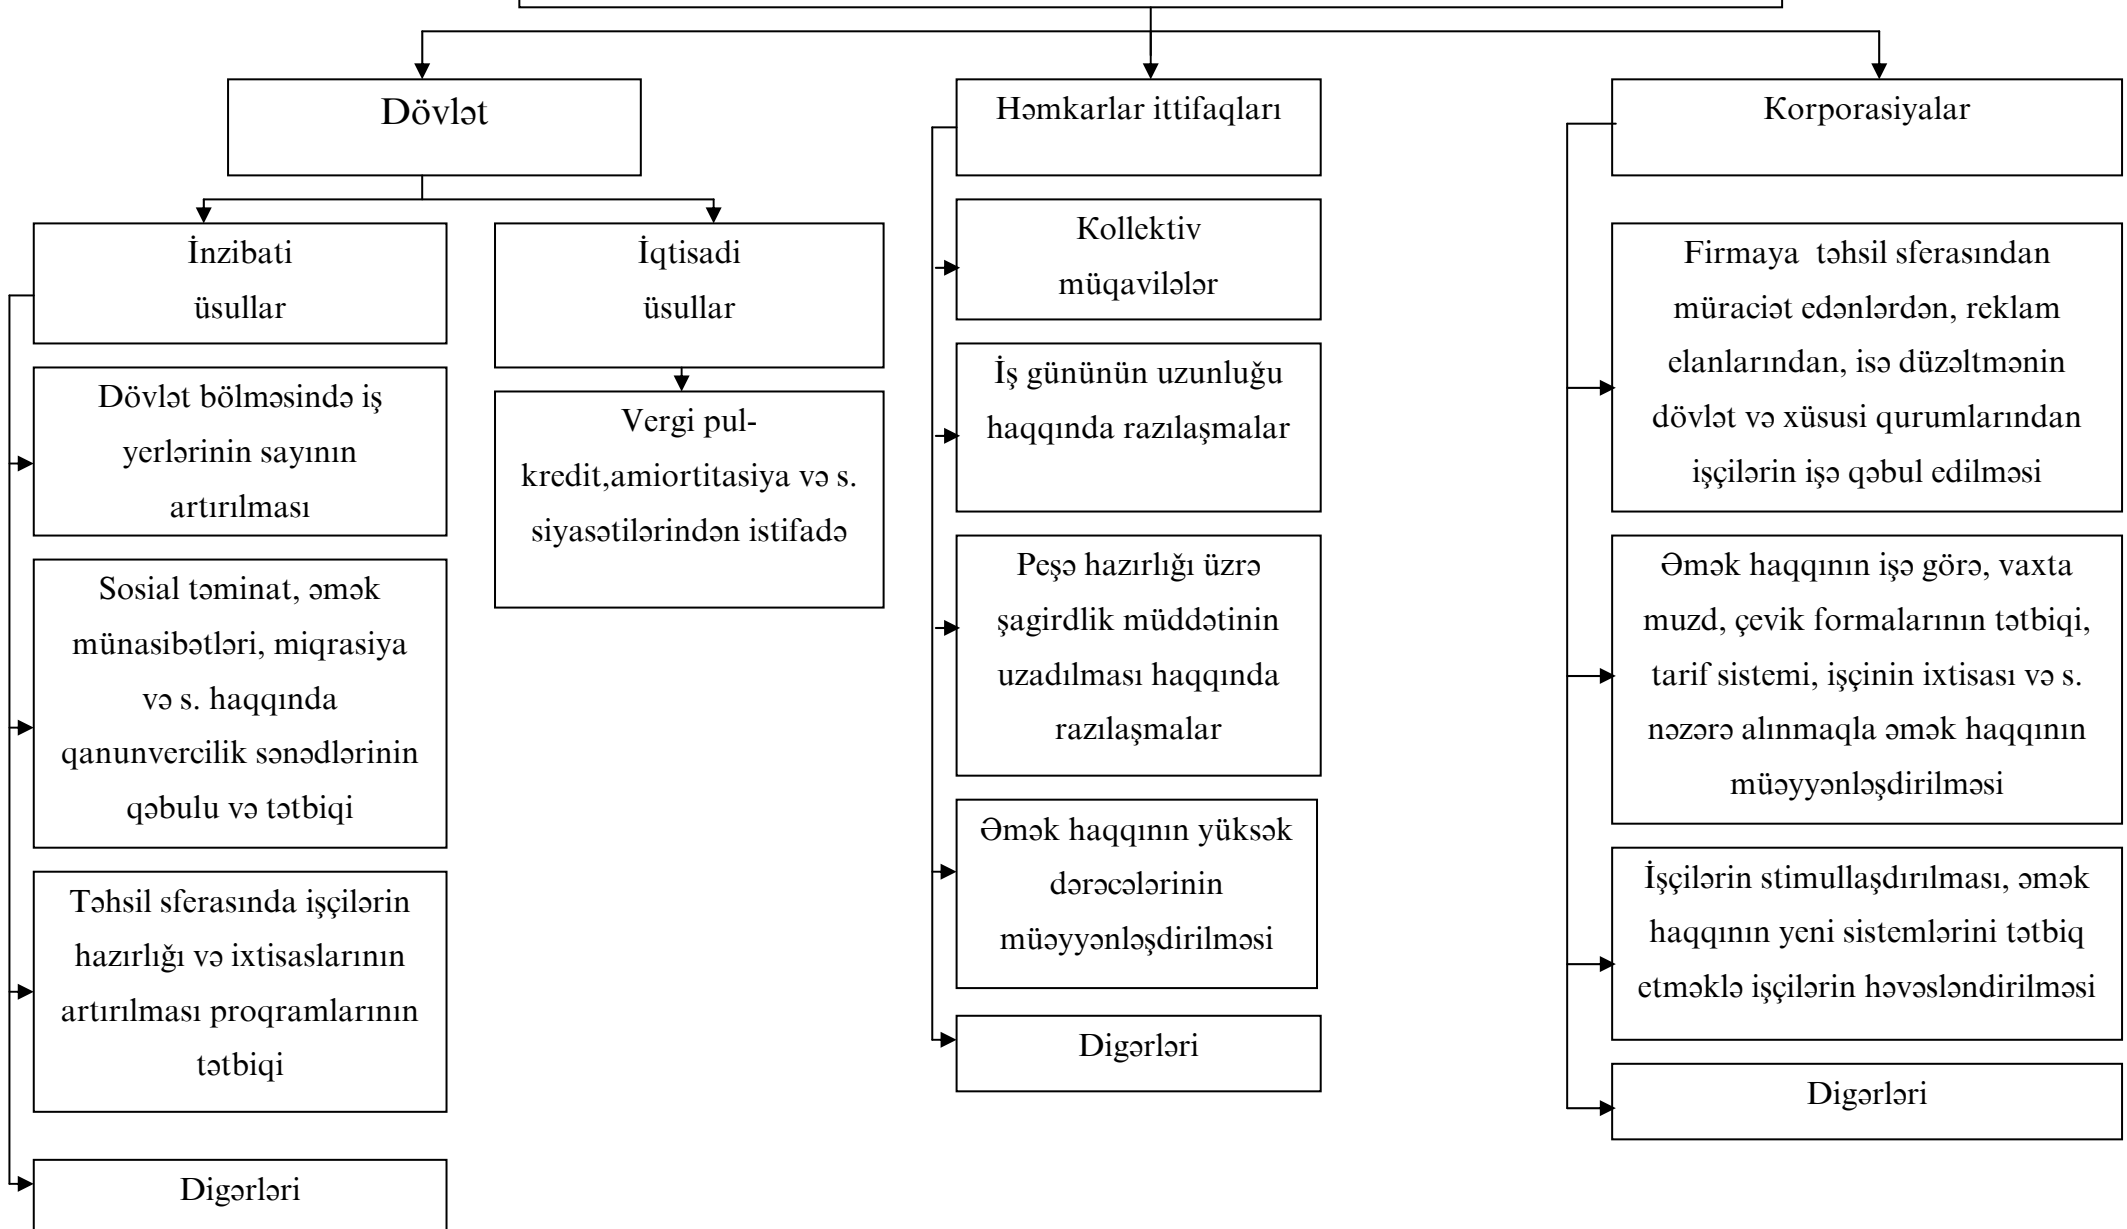 Dövlət
İnzibati
üsullar
Dövlət bölməsində iş
yerlərinin sayının
artırılması
Sosial təminat, əmək
münasibətləri, miqrasiya
və s. haqqında
qanunvercilik sənədlərinin
qəbulu və tətbiqi
Təhsil sferasında işçilərin
hazırlığı və ixtisaslarının
artırılması proqramlarının
tətbiqi
Digərləri
İqtisadi
üsullar
Vergi pul-
kredit,amiortitasiya və s.
siyasətilərindən istifadə
Həmkarlar ittifaqları
Kollektiv
müqavilələr
İş gününün uzunluğu
haqqında razılaşmalar
Peşə hazırlığı üzrə
şagirdlik müddətinin
uzadılması haqqında
razılaşmalar
Əmək haqqının yüksək
dərəcələrinin
müəyyənləşdirilməsi
Digərləri
Korporasiyalar
Firmaya  təhsil sferasından
müraciət edənlərdən, reklam
elanlarından, isə düzəltmənin
dövlət və xüsusi qurumlarından
işçilərin işə qəbul edilməsi
Əmək haqqının işə görə, vaxta
muzd, çevik formalarının tətbiqi,
tarif sistemi, işçinin ixtisası və s.
nəzərə alınmaqla əmək haqqının
müəyyənləşdirilməsi
İşçilərin stimullaşdırılması, əmək
haqqının yeni sistemlərini tətbiq
etməklə işçilərin həvəsləndirilməsi
Digərləri